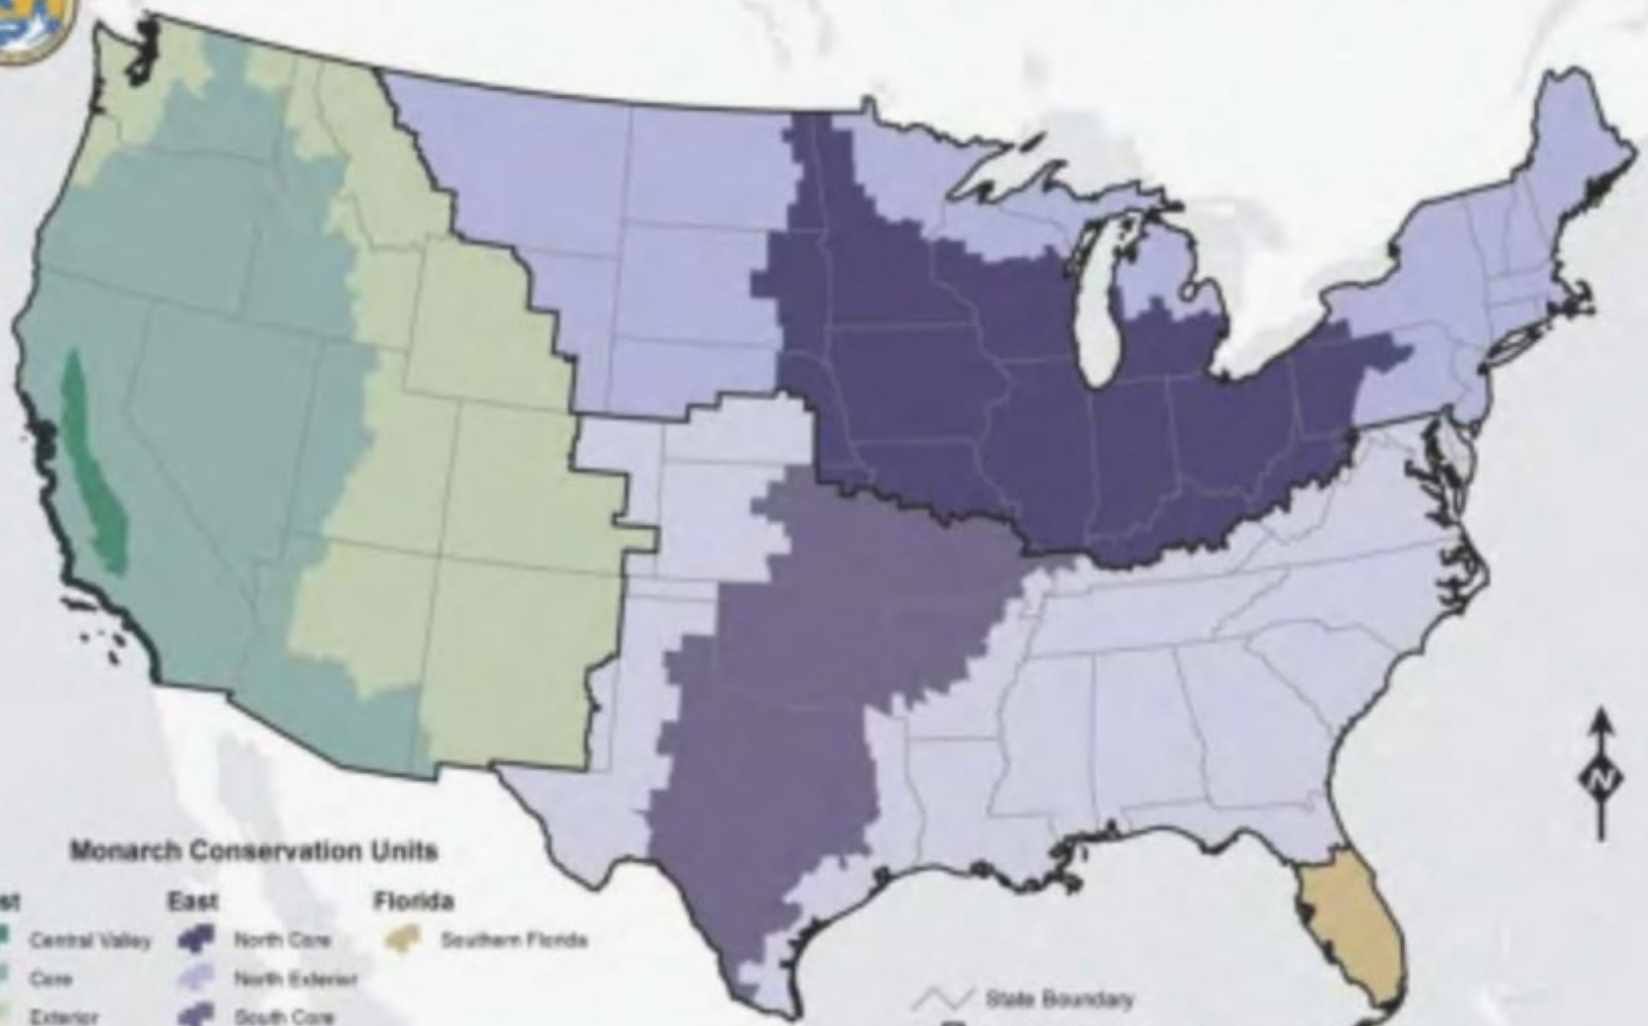 N
Monarch Conservation Units
st East Florida
Central Valley North Core Southern Florida
Core North Exterior
Exterior South Core
State Boundary